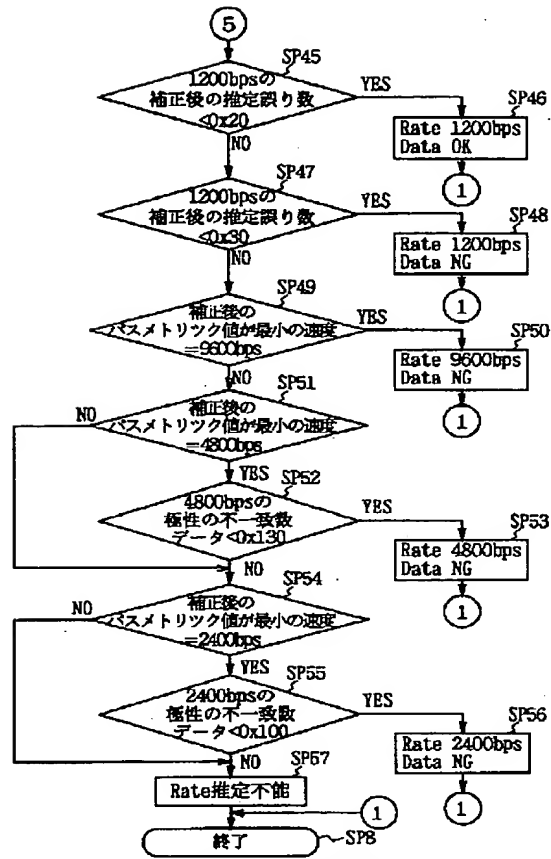 5
SP45
1200bpsの
補正後の推定誤り数
<0x20
YES
NO
SP46
Rate 1200bps
Data OK
1
SP47
1200bpsの
補正後の推定誤り数
<0x30
YES
NO
SP48
Rate 1200bps
Data NG
1
SP49
補正後の
パスメトリツク値が最小の速度
=9600bps
YES
NO
SP50
Rate 9600bps
Data NG
1
SP51
補正後の
パスメトリツク値が最小の速度
=4800bps
NO
YES
SP52
4800bpsの
極性の不一致数
データ<0x130
YES
NO
SP53
Rate 4800bps
Data NG
1
SP54
補正後の
パスメトリツク値が最小の速度
=2400bps
NO
YES
SP55
2400bpsの
極性の不一致数
データ<0x100
YES
NO
SP56
Rate 2400bps
Data NG
1
SP57
Rate推定不能
1
終了
SP8